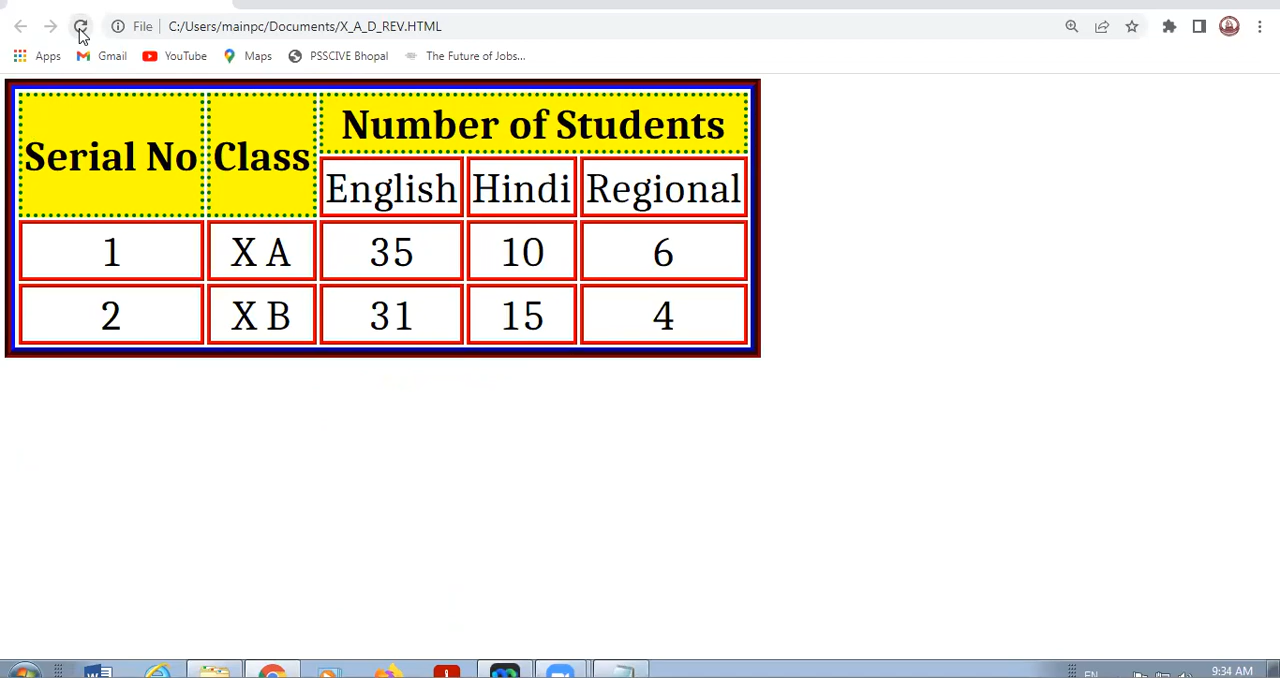 File C:/Users/mainpc/Documents/X_A_D_REV.HTML
Apps Gmail YouTube Maps PSSCIVE Bhopal The Future of Jobs...
Serial No Class Number of Students
English Hindi Regional
1 X A 35 10 6
2 X B 31 15 4
EN 9:34 AM